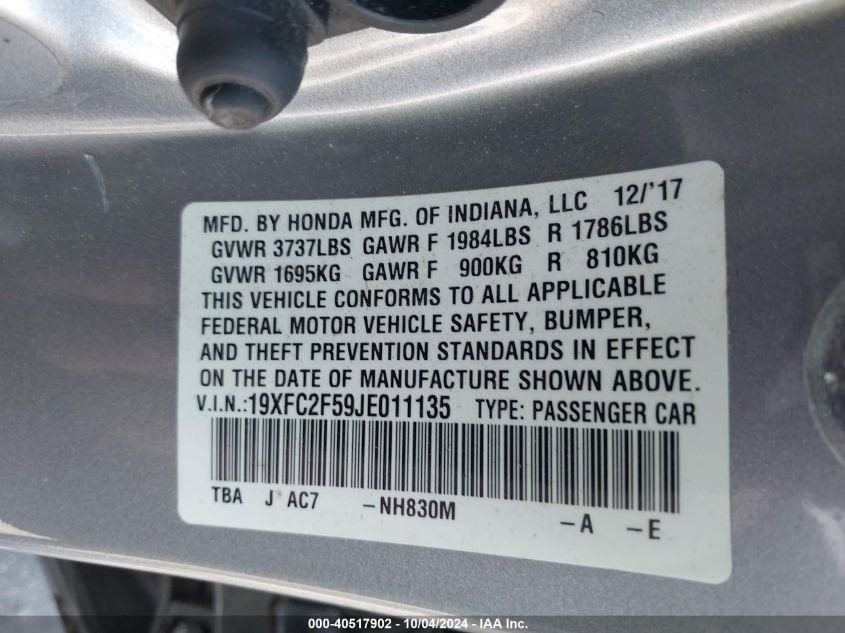 MFD. BY HONDA MFG. OF INDIANA, LLC 12/'17
GVWR 3737LBS GAWR F 1984LBS R 1786LBS
GVWR 1695KG GAWR F 900KG R 810KG
THIS VEHICLE CONFORMS TO ALL APPLICABLE
FEDERAL MOTOR VEHICLE SAFETY, BUMPER,
AND THEFT PREVENTION STANDARDS IN EFFECT
ON THE DATE OF MANUFACTURE SHOWN ABOVE.
V.I.N.:19XFC2F59JE011135 TYPE: PASSENGER CAR
TBA J* AC7 -NH830M -A -E
000-40517902 - 10/04/2024 - IAA Inc.